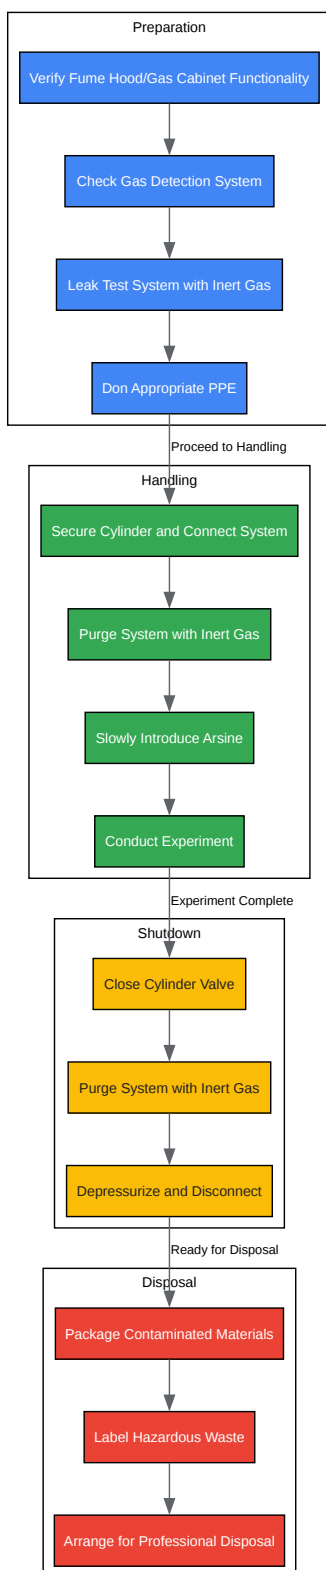 Preparation
Verify Fume Hood/Gas Cabinet Functionality
Check Gas Detection System
Leak Test System with Inert Gas
Don Appropriate PPE
Proceed to Handling
Handling
Secure Cylinder and Connect System
Purge System with Inert Gas
Slowly Introduce Arsine
Conduct Experiment
Experiment Complete
Shutdown
Close Cylinder Valve
Purge System with Inert Gas
Depressurize and Disconnect
Ready for Disposal
Disposal
Package Contaminated Materials
Label Hazardous Waste
Arrange for Professional Disposal